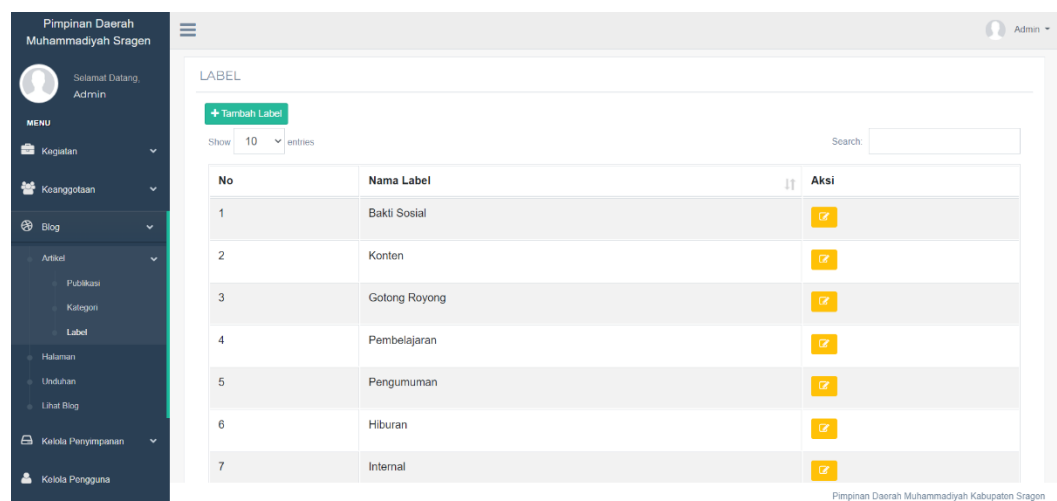 Pimpinan Daerah
Muhammadiyah Sragen
Admin
Selamat Datang,
Admin
MENU
Kegiatan
Keanggotaan
Blog
Artikel
Publikasi
Kategori
Label
Halaman
Unduhan
Lihat Blog
Kelola Penyimpanan
Kelola Pengguna
LABEL
+ Tambah Label
Show 10 entries
Search:
No Nama Label Aksi
1 Bakti Sosial
2 Konten
3 Gotong Royong
4 Pembelajaran
5 Pengumuman
6 Hiburan
7 Internal
Pimpinan Daerah Muhammadiyah Kabupaten Sragen